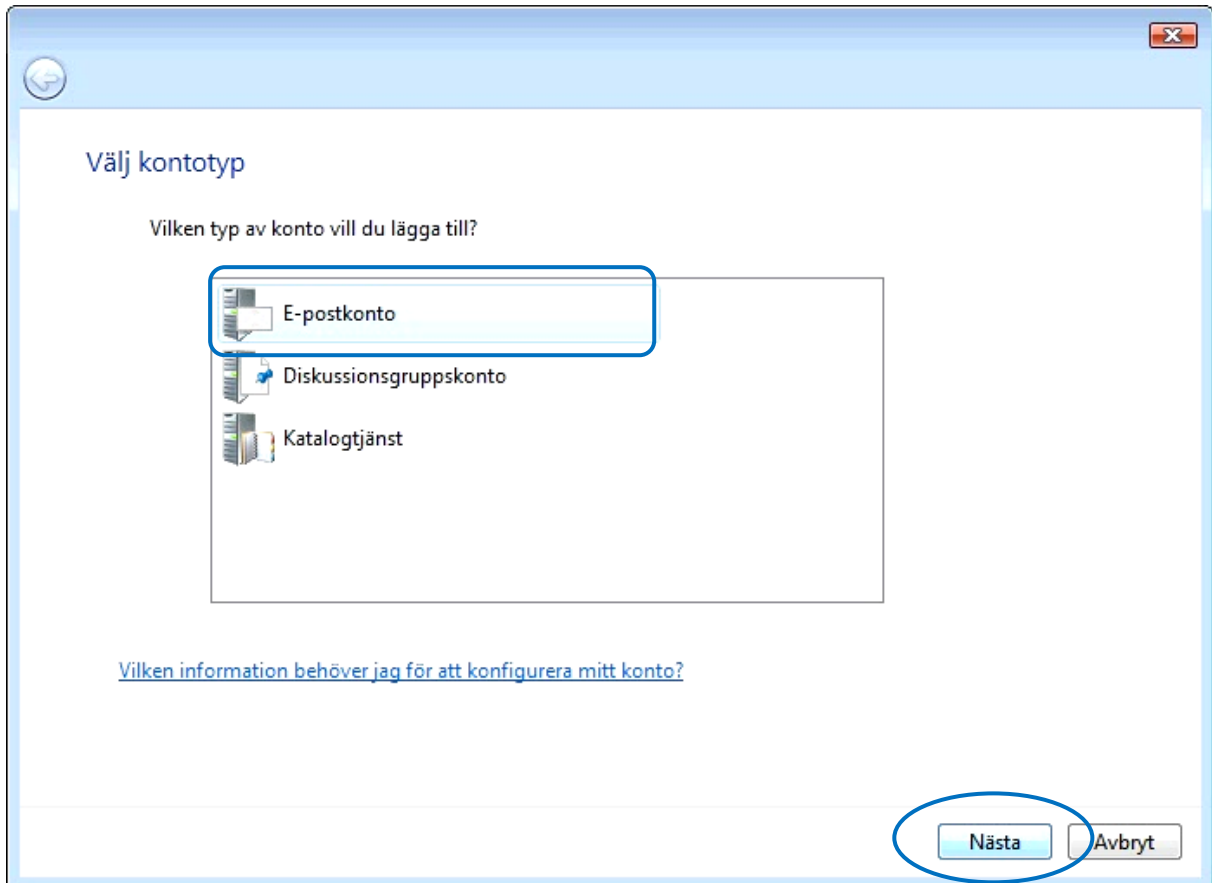 Välj kontotyp
Vilken typ av konto vill du lägga till?
E-postkonto
Diskussionsgruppskonto
Katalogtjänst
Vilken information behöver jag för att konfigurera mitt konto?
Nästa
Avbryt